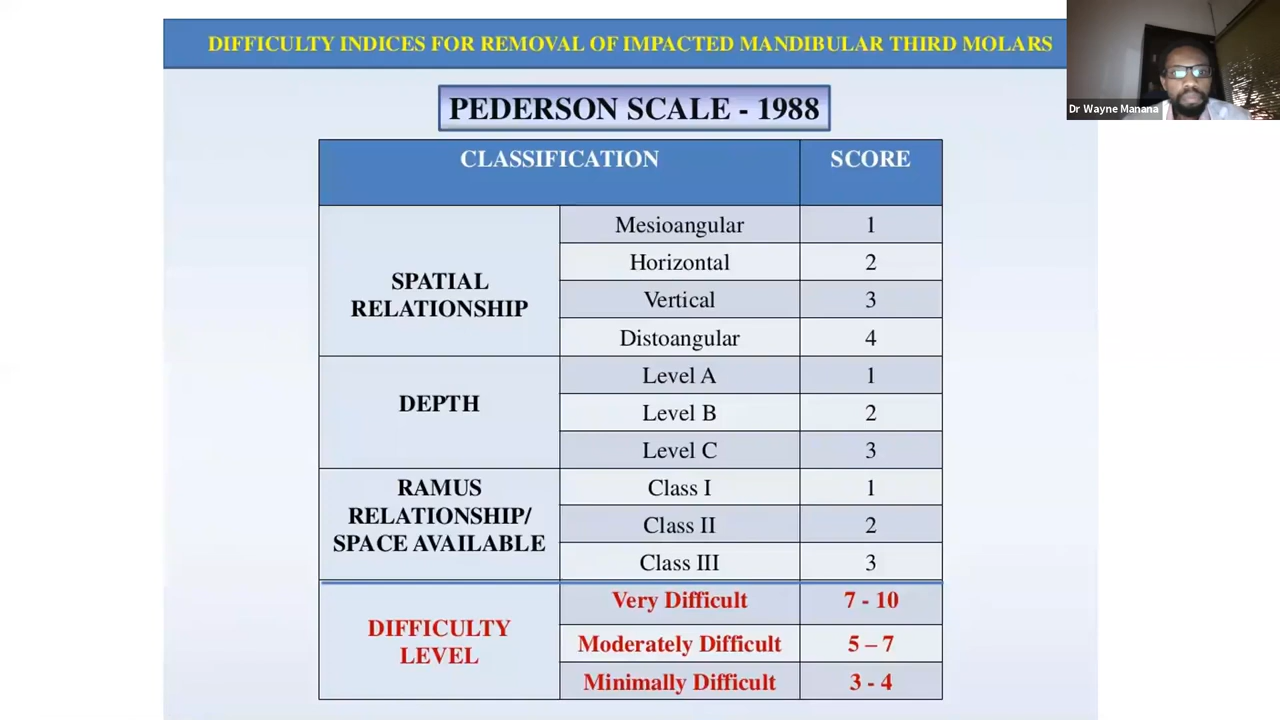 DIFFICULTY INDICES FOR REMOVAL OF IMPACTED MANDIBULAR THIRD MOLARS
Dr Wayne Manana
PEDERSON SCALE - 1988
CLASSIFICATION SCORE
SPATIAL
RELATIONSHIP
Mesioangular 1
Horizontal 2
Vertical 3
Distoangular 4
DEPTH
Level A 1
Level B 2
Level C 3
RAMUS
RELATIONSHIP/
SPACE AVAILABLE
Class I 1
Class II 2
Class III 3
DIFFICULTY
LEVEL
Very Difficult 7 - 10
Moderately Difficult 5 – 7
Minimally Difficult 3 - 4